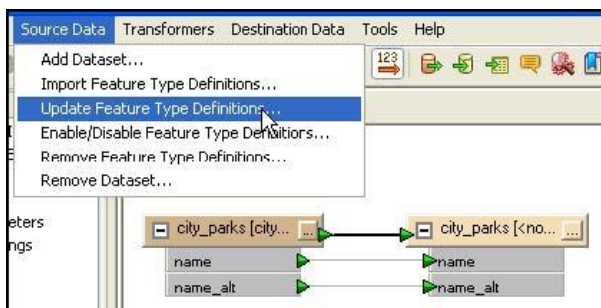 Source Data Transformers Destination Data Tools Help
Add Dataset...
Import Feature Type Definitions...
123
Update Feature Type Definitions...
Enable/Disable Feature Type Definitions...
Remove Feature Type Definitions...
Remove Dataset...
eters
ngs
city_parks [city... ...
city_parks [<no... ...
name
name
name_alt
name_alt